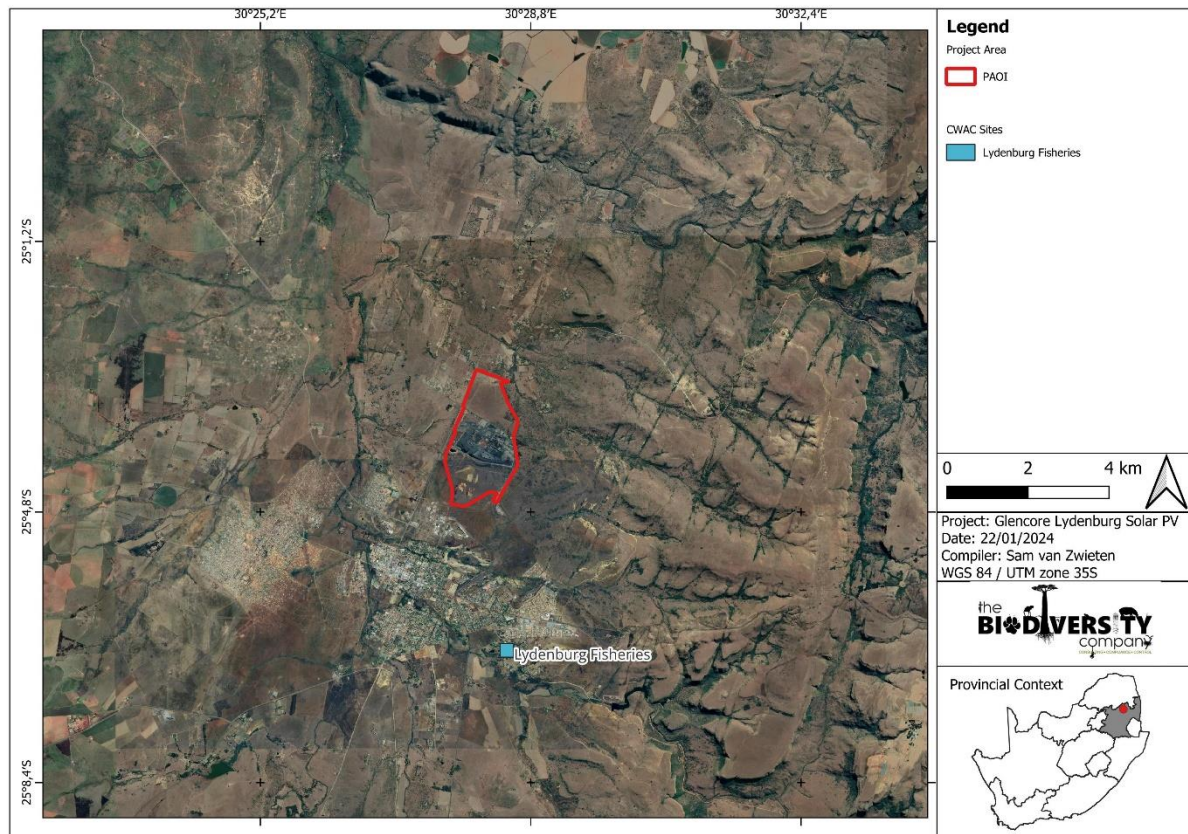 30°25,2'E 30°28,8'E 30°32,4'E
25°1,2'S
25°4,8'S
25°8,4'S
Lydenburg Fisheries
Legend
Project Area
PAOI
CWAC Sites
Lydenburg Fisheries
0 2 4 km
Project: Glencore Lydenburg Solar PV
Date: 22/01/2024
Compiler: Sam van Zwieten
WGS 84 / UTM zone 35S
the
BIODIVERSITY
company
Provincial Context